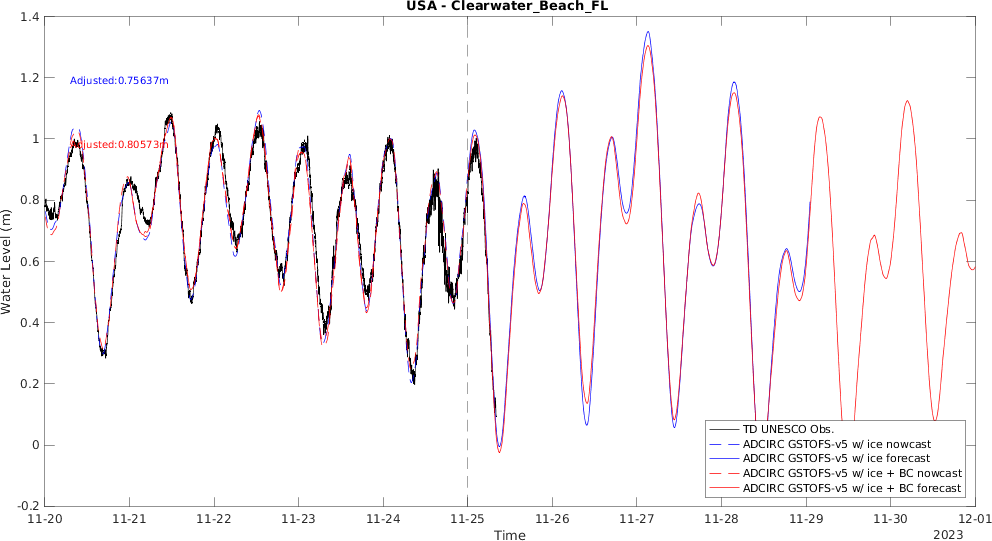 USA - Clearwater_Beach_FL
1.4
1.2
1
0.8
0.6
0.4
0.2
0
-0.2
Water Level (m)
Adjusted:0.75637m
Adjusted:0.80573m
TD UNESCO Obs.
ADCIRC GSTOFS-v5 w/ ice nowcast
ADCIRC GSTOFS-v5 w/ ice forecast
ADCIRC GSTOFS-v5 w/ ice + BC nowcast
ADCIRC GSTOFS-v5 w/ ice + BC forecast
11-20 11-21 11-22 11-23 11-24 11-25 11-26 11-27 11-28 11-29 11-30 12-01
Time
2023